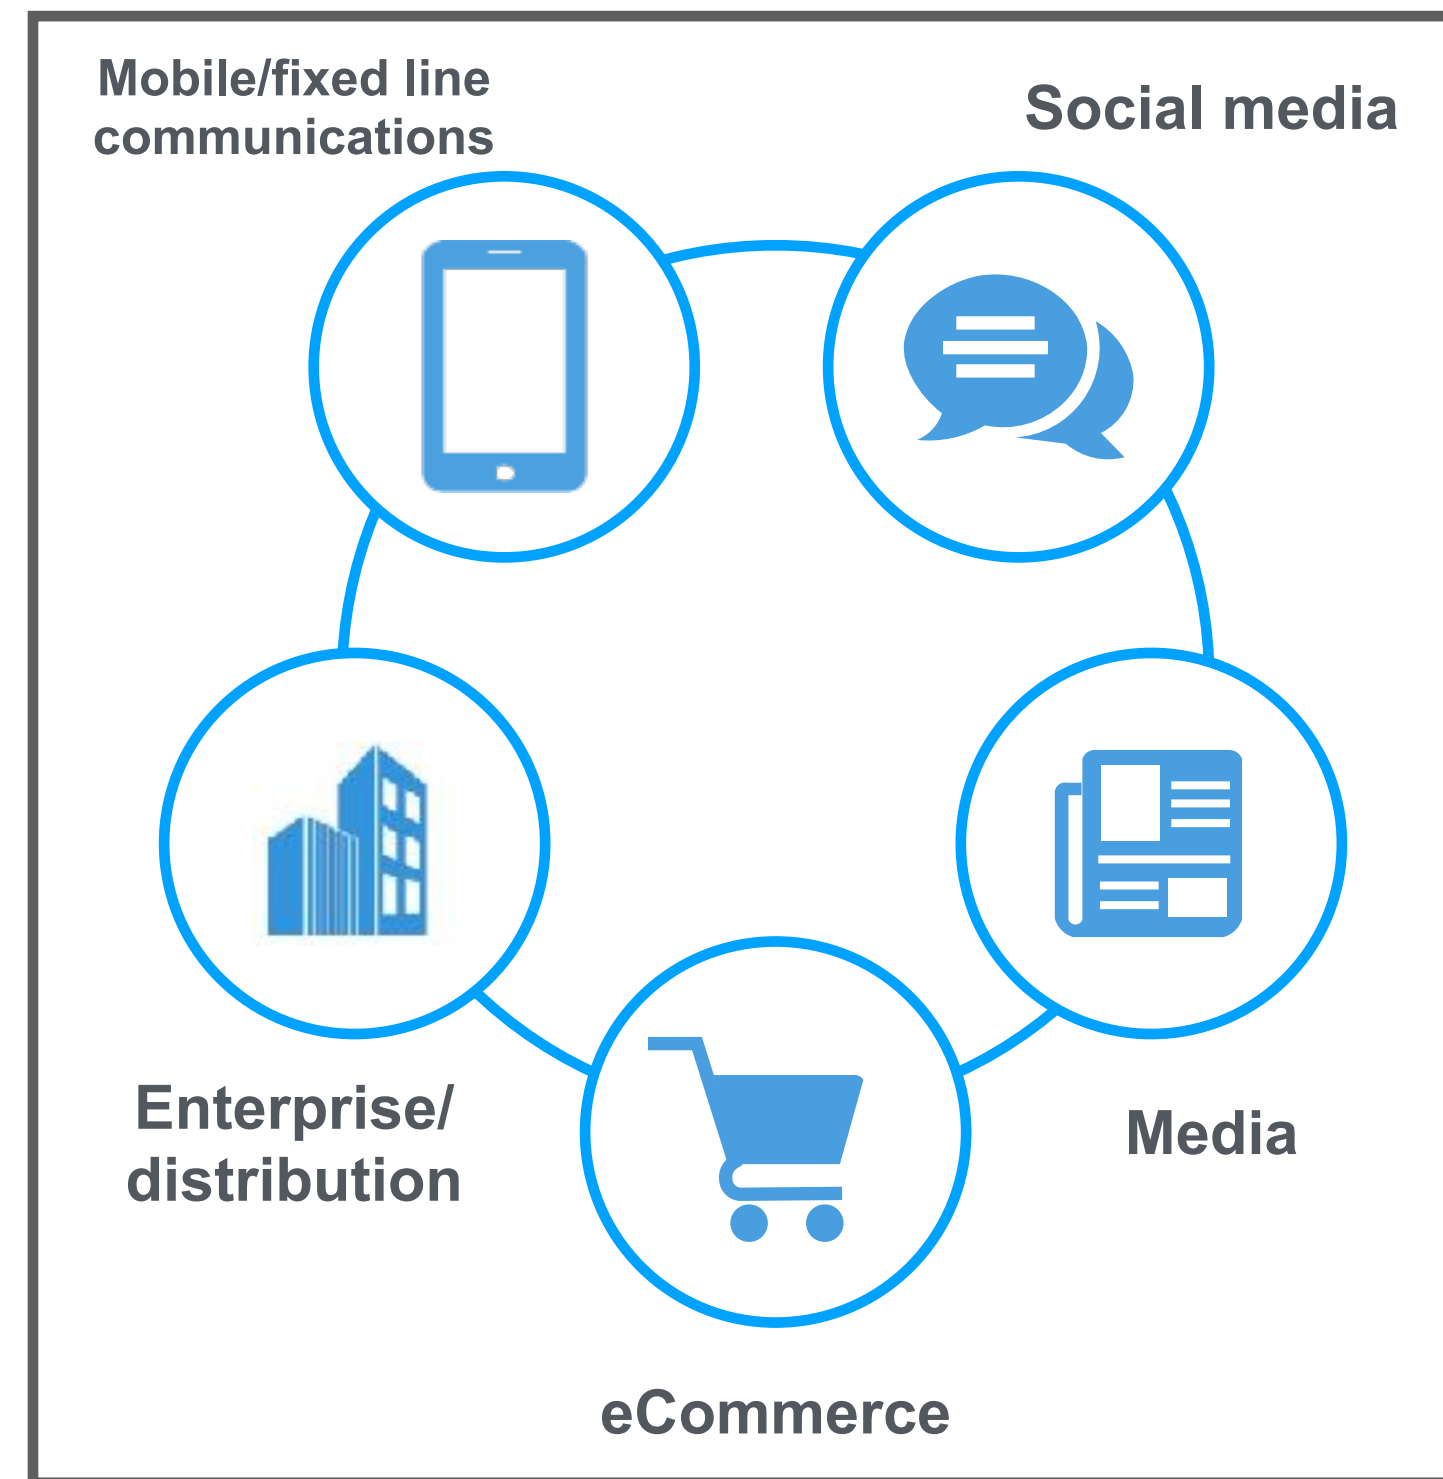 Mobile/fixed line
communications
Social media
Enterprise/
distribution
Media
eCommerce